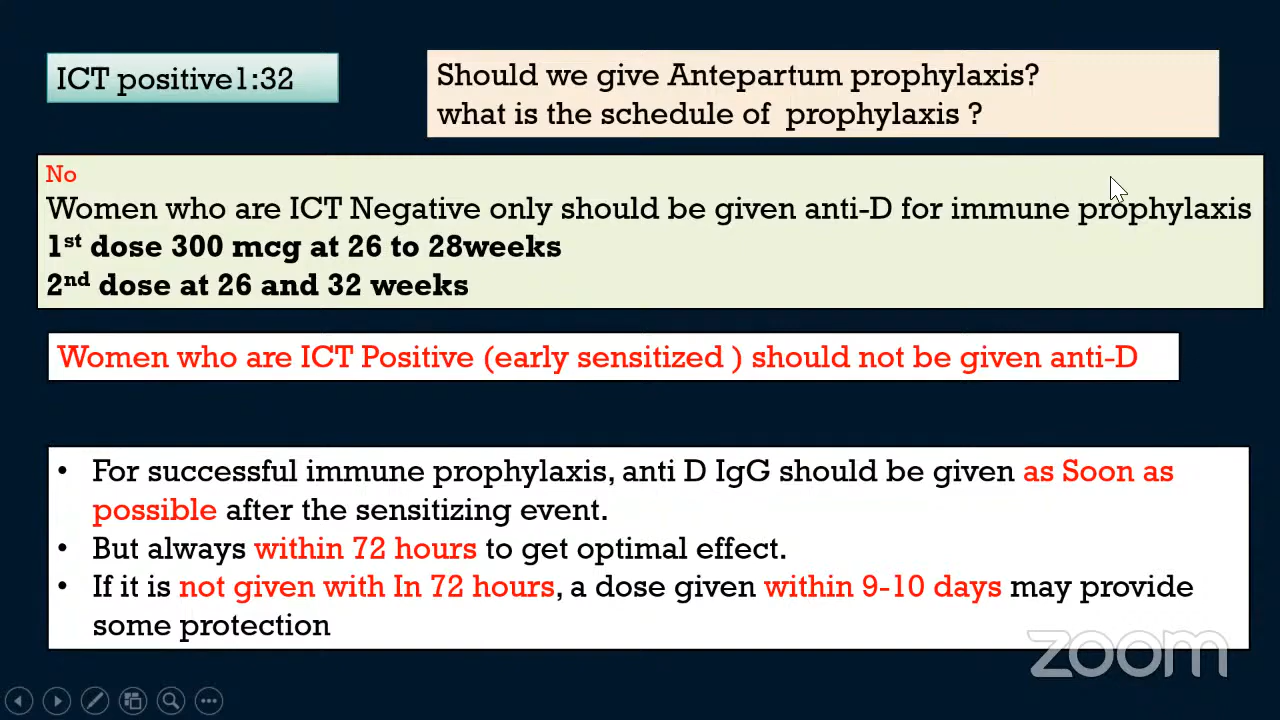 ICT positive1:32
Should we give Antepartum prophylaxis?
what is the schedule of prophylaxis ?
No
Women who are ICT Negative only should be given anti-D for immune prophylaxis
1st dose 300 mcg at 26 to 28weeks
2nd dose at 26 and 32 weeks
Women who are ICT Positive (early sensitized ) should not be given anti-D
• For successful immune prophylaxis, anti D IgG should be given as Soon as
possible after the sensitizing event.
• But always within 72 hours to get optimal effect.
• If it is not given with In 72 hours, a dose given within 9-10 days may provide
some protection
zoom